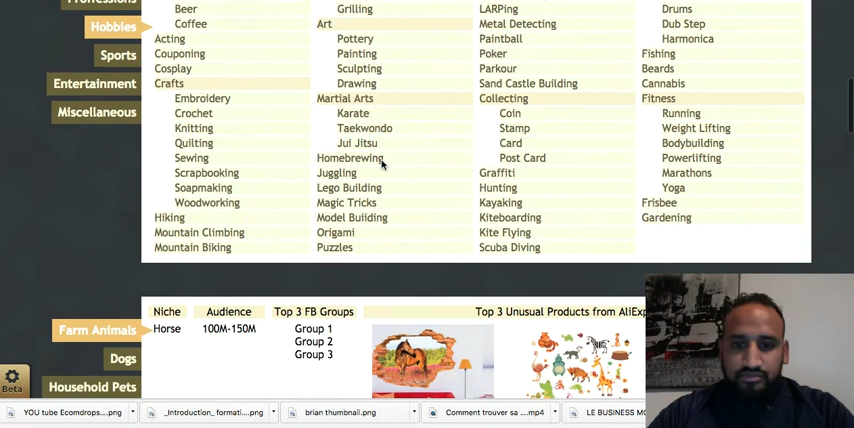 Professions
Hobbies
Sports
Entertainment
Miscellaneous
Beer
Coffee
Acting
Couponing
Cosplay
Crafts
Embroidery
Crochet
Knitting
Quilting
Sewing
Scrapbooking
Soapmaking
Woodworking
Hiking
Mountain Climbing
Mountain Biking
Grilling
Art
Pottery
Painting
Sculpting
Drawing
Martial Arts
Karate
Taekwondo
Jui Jitsu
Homebrewing
Juggling
Lego Building
Magic Tricks
Model Building
Origami
Puzzles
LARPing
Metal Detecting
Paintball
Poker
Parkour
Sand Castle Building
Collecting
Coin
Stamp
Card
Post Card
Graffiti
Hunting
Kayaking
Kiteboarding
Kite Flying
Scuba Diving
Drums
Dub Step
Harmonica
Fishing
Beards
Cannabis
Fitness
Running
Weight Lifting
Bodybuilding
Powerlifting
Marathons
Yoga
Frisbee
Gardening
Niche Audience Top 3 FB Groups Top 3 Unusual Products from AliExp
Farm Animals
Dogs
Household Pets
Horse 100M-150M Group 1
Group 2
Group 3
Beta
YOU tube Ecomdrops....png _Introduction_ formati....png brian thumbnail.png Comment trouver sa ....mp4 LE BUSINESS MO